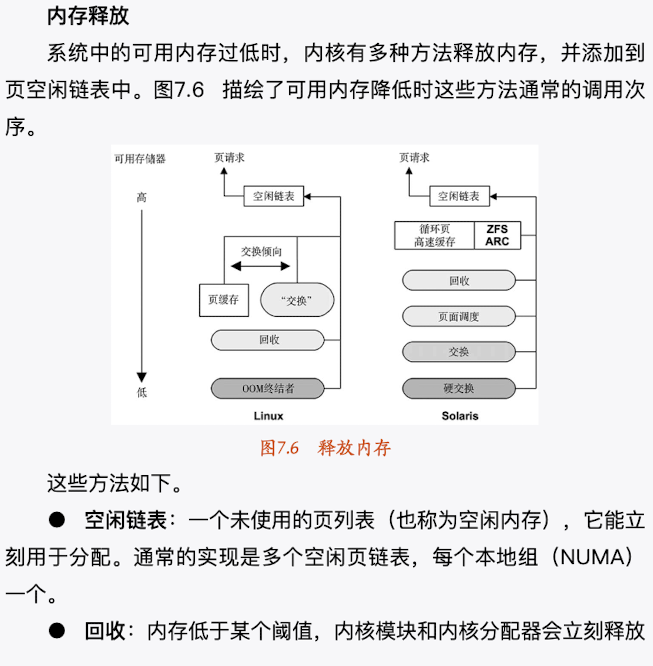 内存释放
系统中的可用内存过低时，内核有多种方法释放内存，并添加到
页空闲链表中。图7.6 描绘了可用内存降低时这些方法通常的调用次
序。
可用存储器
页请求
页请求
高
空闲链表
空闲链表
循环页
高速缓存
ZFS
ARC
交换倾向
回收
页缓存
“交换”
页面调度
回收
交换
低
OOM终结者
硬交换
Linux
Solaris
图7.6 释放内存
这些方法如下。
● 空闲链表：一个未使用的页列表（也称为空闲内存），它能立
刻用于分配。通常的实现是多个空闲页链表，每个本地组（NUMA）
一个。
● 回收：内存低于某个阈值，内核模块和内核分配器会立刻释放